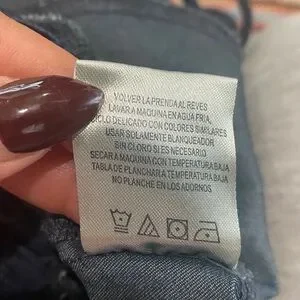 VOLVER LA PRENDA AL REVES
LAVAR A MAQUINA EN AGUA FRIA,
CICLO DELICADO CON COLORES SIMILARES
USAR SOLAMENTE BLANQUEADOR
SIN CLORO SI ES NECESARIO
SECAR A MAQUINA CON TEMPERATURA BAJA
TABLA DE PLANCHAR CON TEMPERATURA BAJA
NO PLANCHE EN LOS ADORNOS